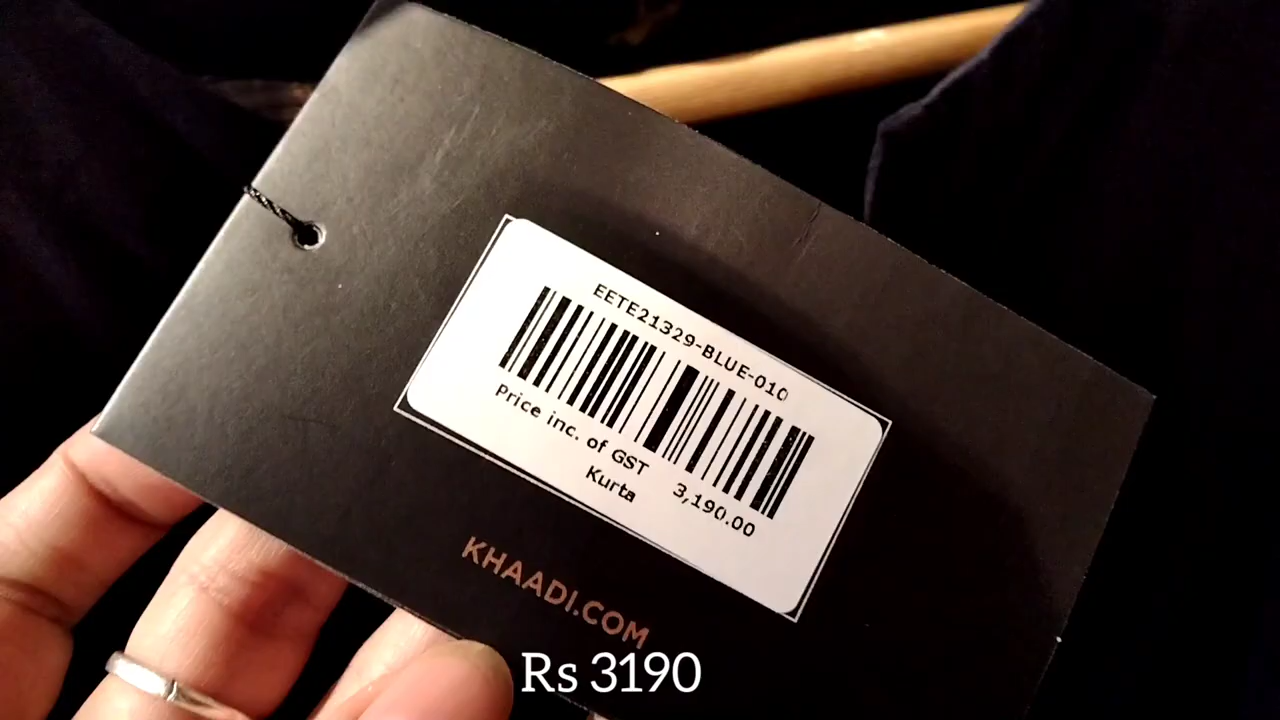 EETE21329-BLUE-010
Price inc. of GST 3,190.00
Kurta
KHAADI.COM
Rs 3190